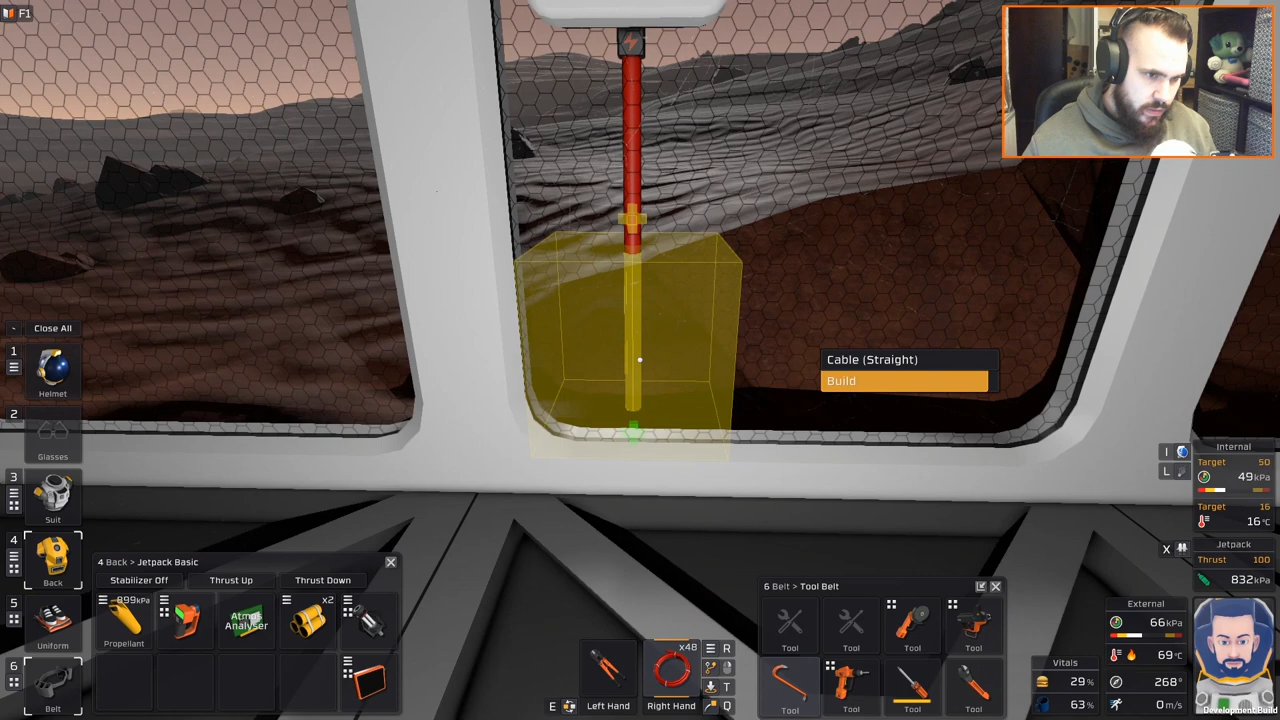 F1
~ Close All
1
Helmet
2
Glasses
3
Suit
4
Back
5
Uniform
6
Belt
4 Back > Jetpack Basic
Stabilizer Off
Thrust Up
Thrust Down
899kPa
Propellant
Atmos
Analyser
x2
Cable (Straight)
Build
E
Left Hand
x48
Right Hand
R
T
Q
6 Belt > Tool Belt
Tool
Tool
Tool
Tool
Tool
Tool
Tool
Tool
I
L
X
Internal
Target 50
49kPa
Target 16
16°C
Jetpack
Thrust 100
832kPa
External
66kPa
69°C
268°
0m/s
Vitals
29%
63%
DevelopmentBuild